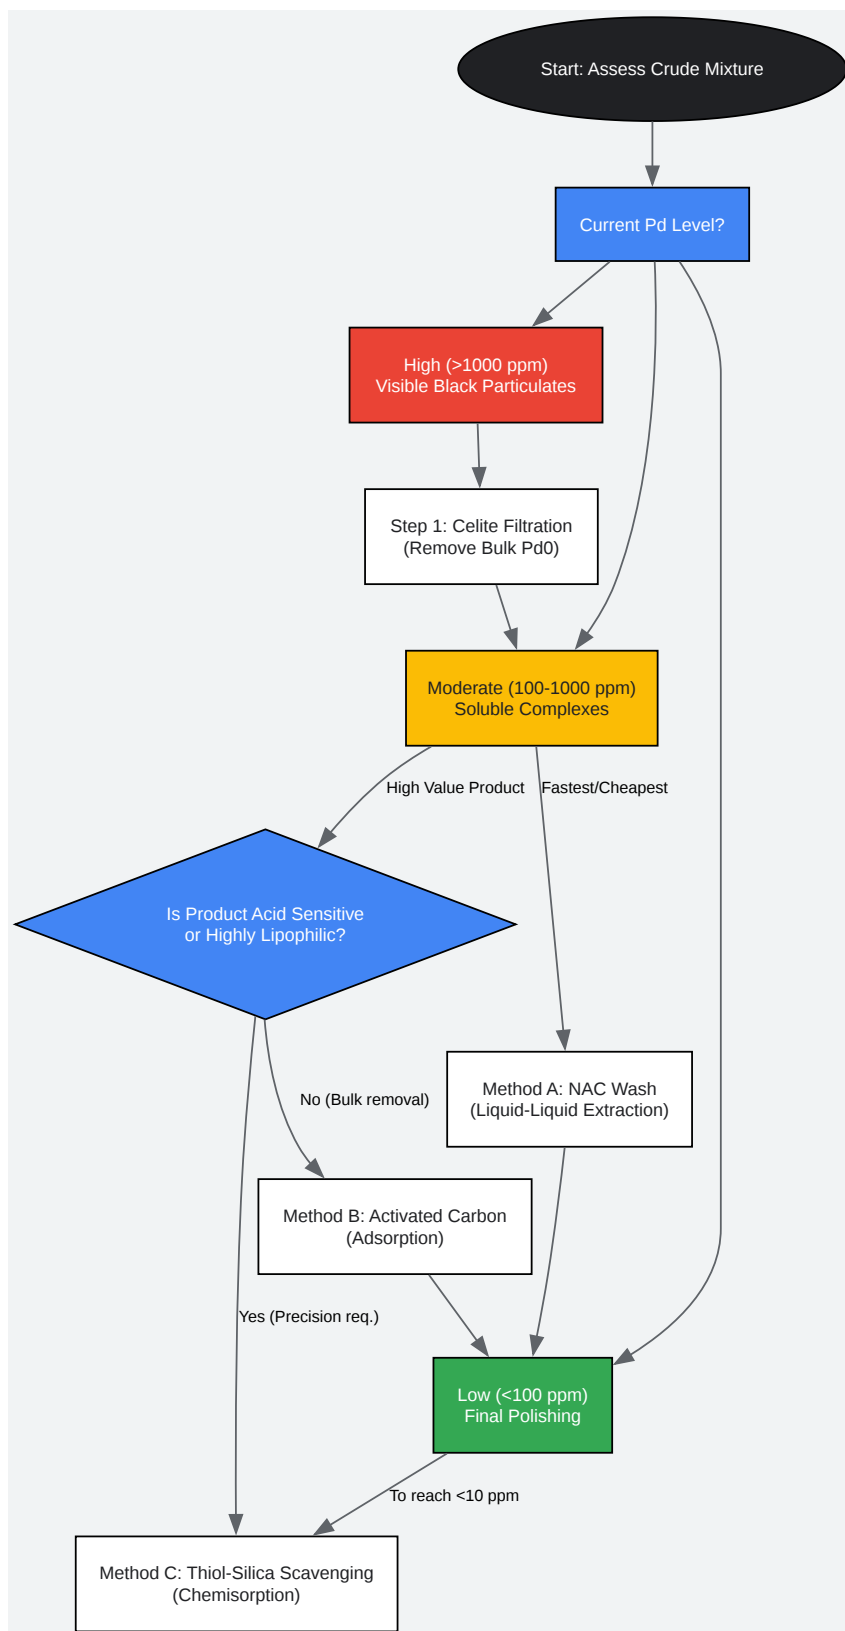 Start: Assess Crude Mixture
Current Pd Level?
High (>1000 ppm)
Visible Black Particulates
Step 1: Celite Filtration
(Remove Bulk Pd0)
Moderate (100-1000 ppm)
Soluble Complexes
High Value Product
Fastest/Cheapest
Is Product Acid Sensitive
or Highly Lipophilic?
Method A: NAC Wash
(Liquid-Liquid Extraction)
No (Bulk removal)
Method B: Activated Carbon
(Adsorption)
Yes (Precision req.)
Low (<100 ppm)
Final Polishing
To reach <10 ppm
Method C: Thiol-Silica Scavenging
(Chemisorption)